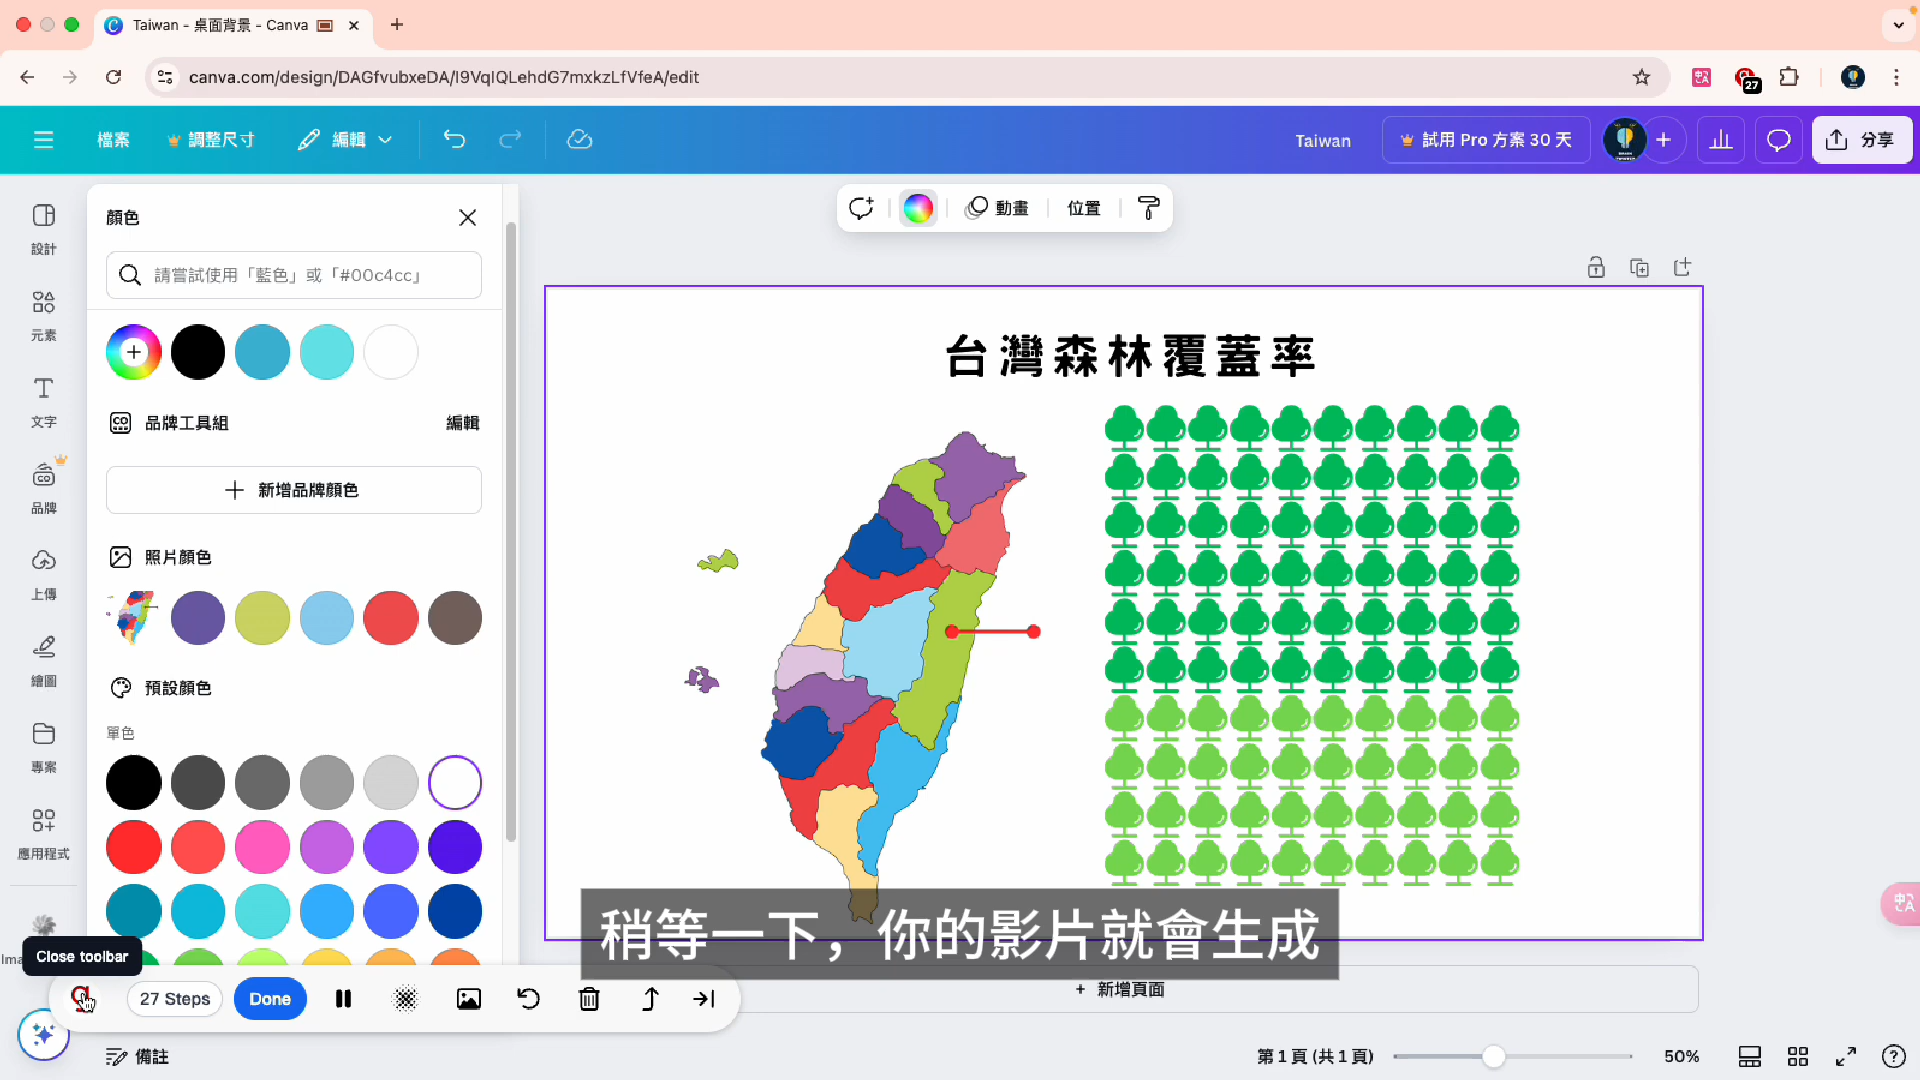 Taiwan - 桌面背景 - Canva
canva.com/design/DAGfvubxeDA/I9VqIQLehdG7mxkzLfVfeA/edit
27
檔案
調整尺寸
編輯
Taiwan
試用 Pro 方案 30 天
分享
設計
元素
文字
品牌
上傳
繪圖
專案
應用程式
Ima
顏色
請嘗試使用「藍色」或「#00c4cc」
品牌工具組
編輯
新增品牌顏色
照片顏色
預設顏色
單色
動畫
位置
台灣森林覆蓋率
稍等一下，你的影片就會生成
Close toolbar
27 Steps
Done
+ 新增頁面
備註
第 1 頁 (共 1 頁)
50%